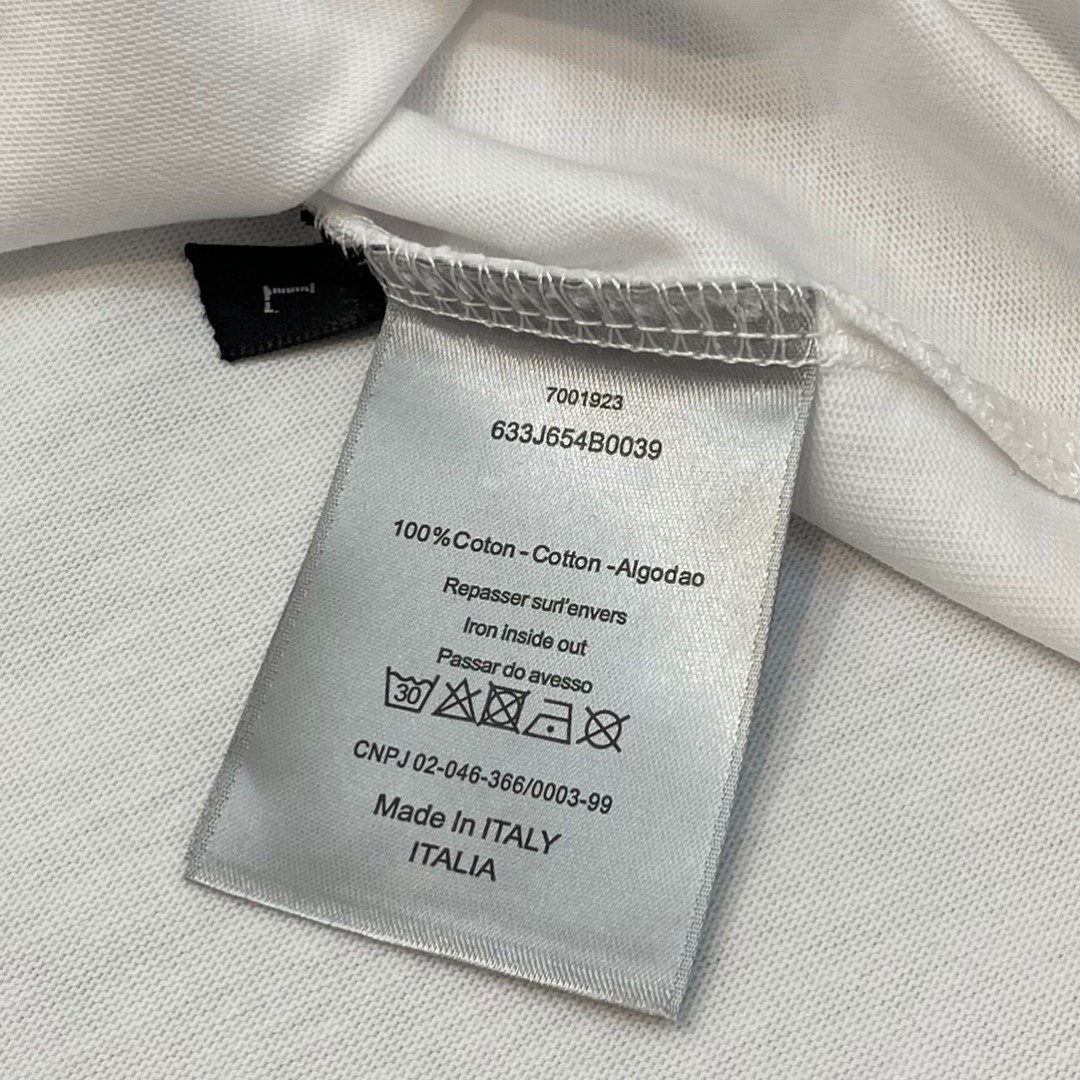 7001923
633J654B0039
100%Coton-Cotton-Algodao
Repasser surl'envers
Iron inside out
Passar do avesso
30
CNPJ 02-046-366/0003-99
Made In ITALY
ITALIA